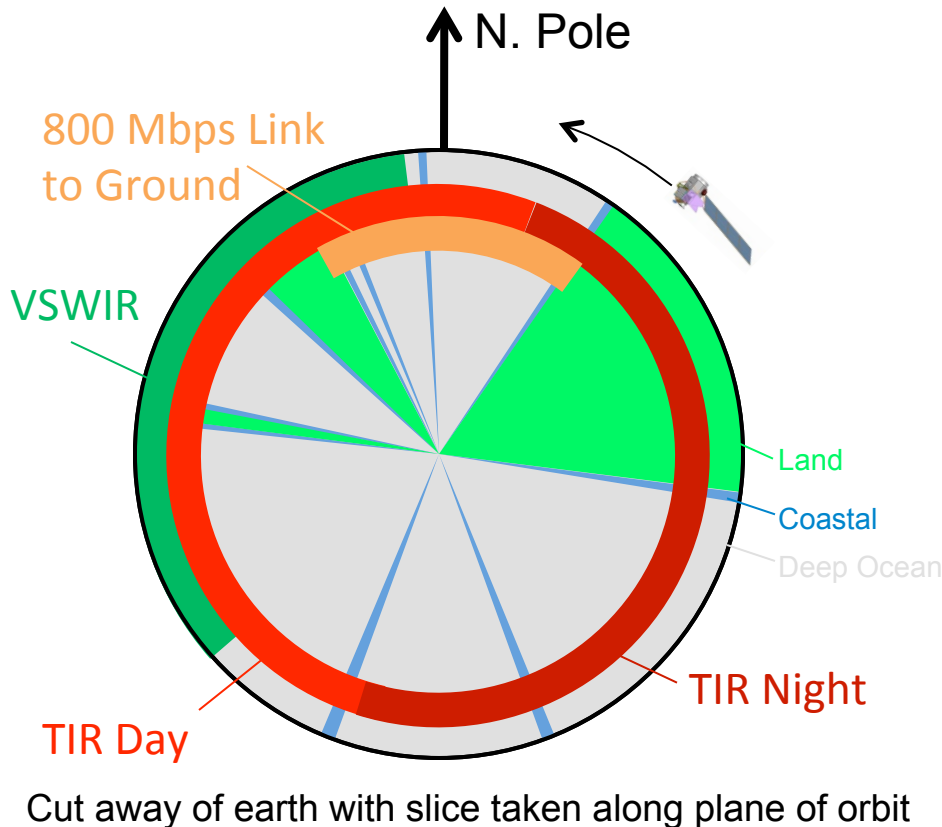 N. Pole
800 Mbps Link
to Ground
VSWIR
Land
Coastal
Deep Ocean
TIR Night
TIR Day
Cut away of earth with slice taken along plane of orbit